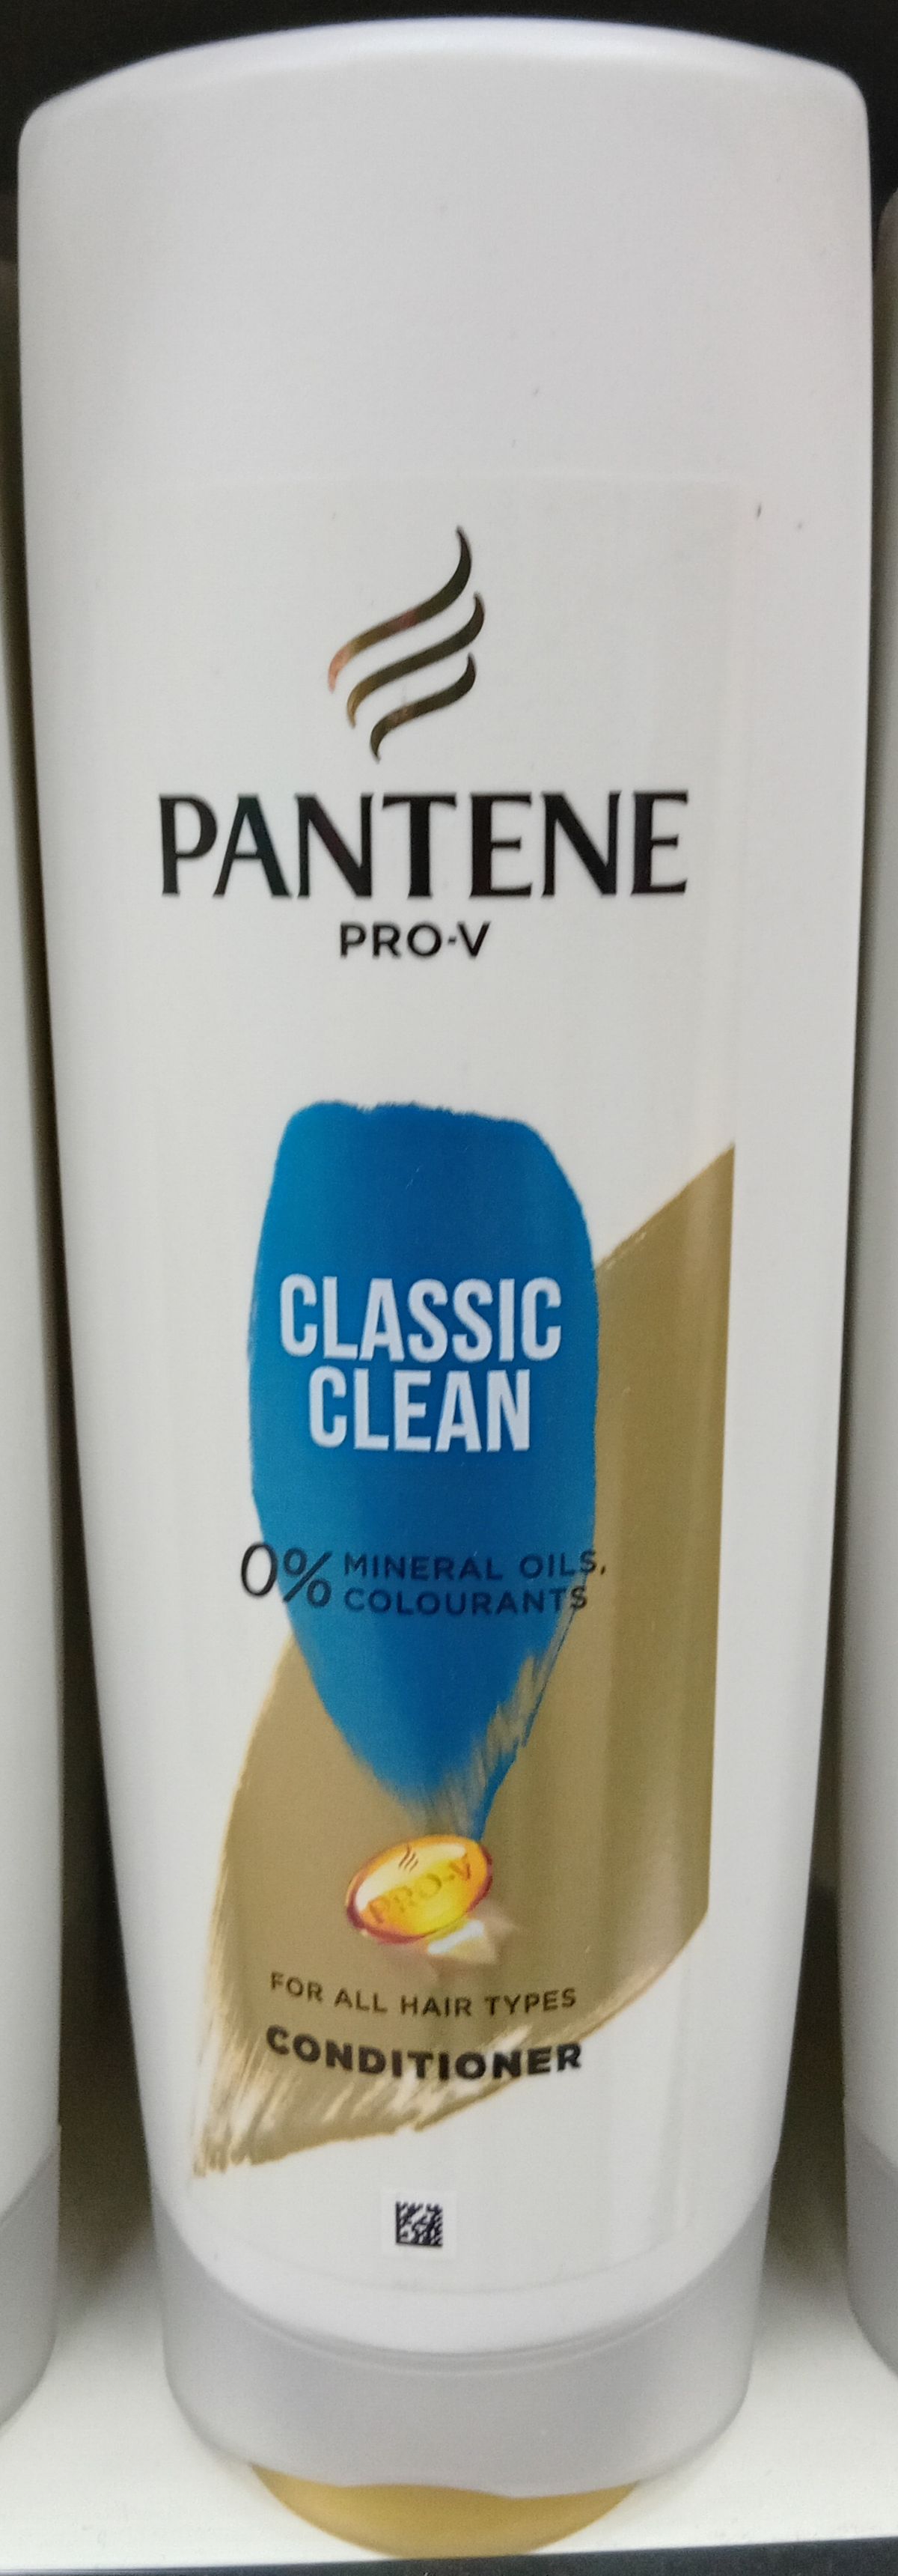 PANTENE
PRO-V
CLASSIC
CLEAN
0% MINERAL OILS,
COLOURANTS
PRO-V
FOR ALL HAIR TYPES
CONDITIONER